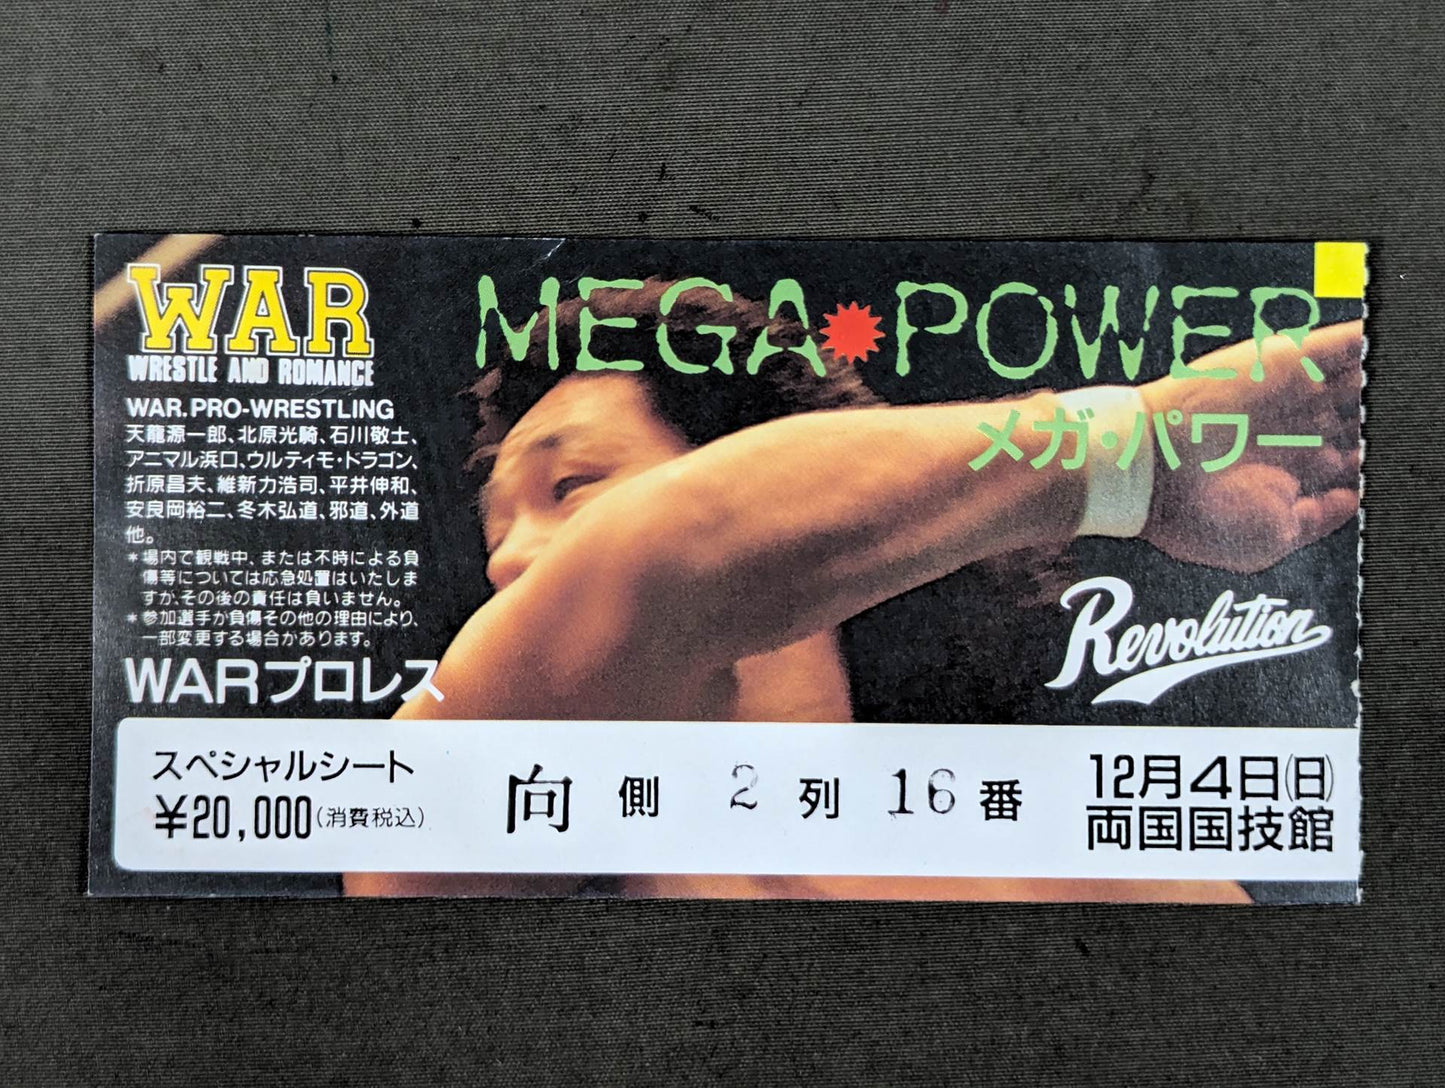 WAR
WRESTLE AND ROMANCE
WAR.PRO-WRESTLING
天龍源一郎、北原光騎、石川敬士、
アニマル浜口、ウルティモ・ドラゴン、
折原昌夫、維新力浩司、平井伸和、
安良岡裕二、冬木弘道、邪道、外道
他。
*場内で観戦中、または不時による負
傷等については応急処置はいたしま
すが、その後の責任は負いません。
*参加選手が負傷その他の理由により、
一部変更する場合があります。
WARプロレス
MEGA POWER
メガ・パワー
Revolution
スペシャルシート
¥20,000(消費税込)
向側 2列 16番
12月4日(日)
両国国技館